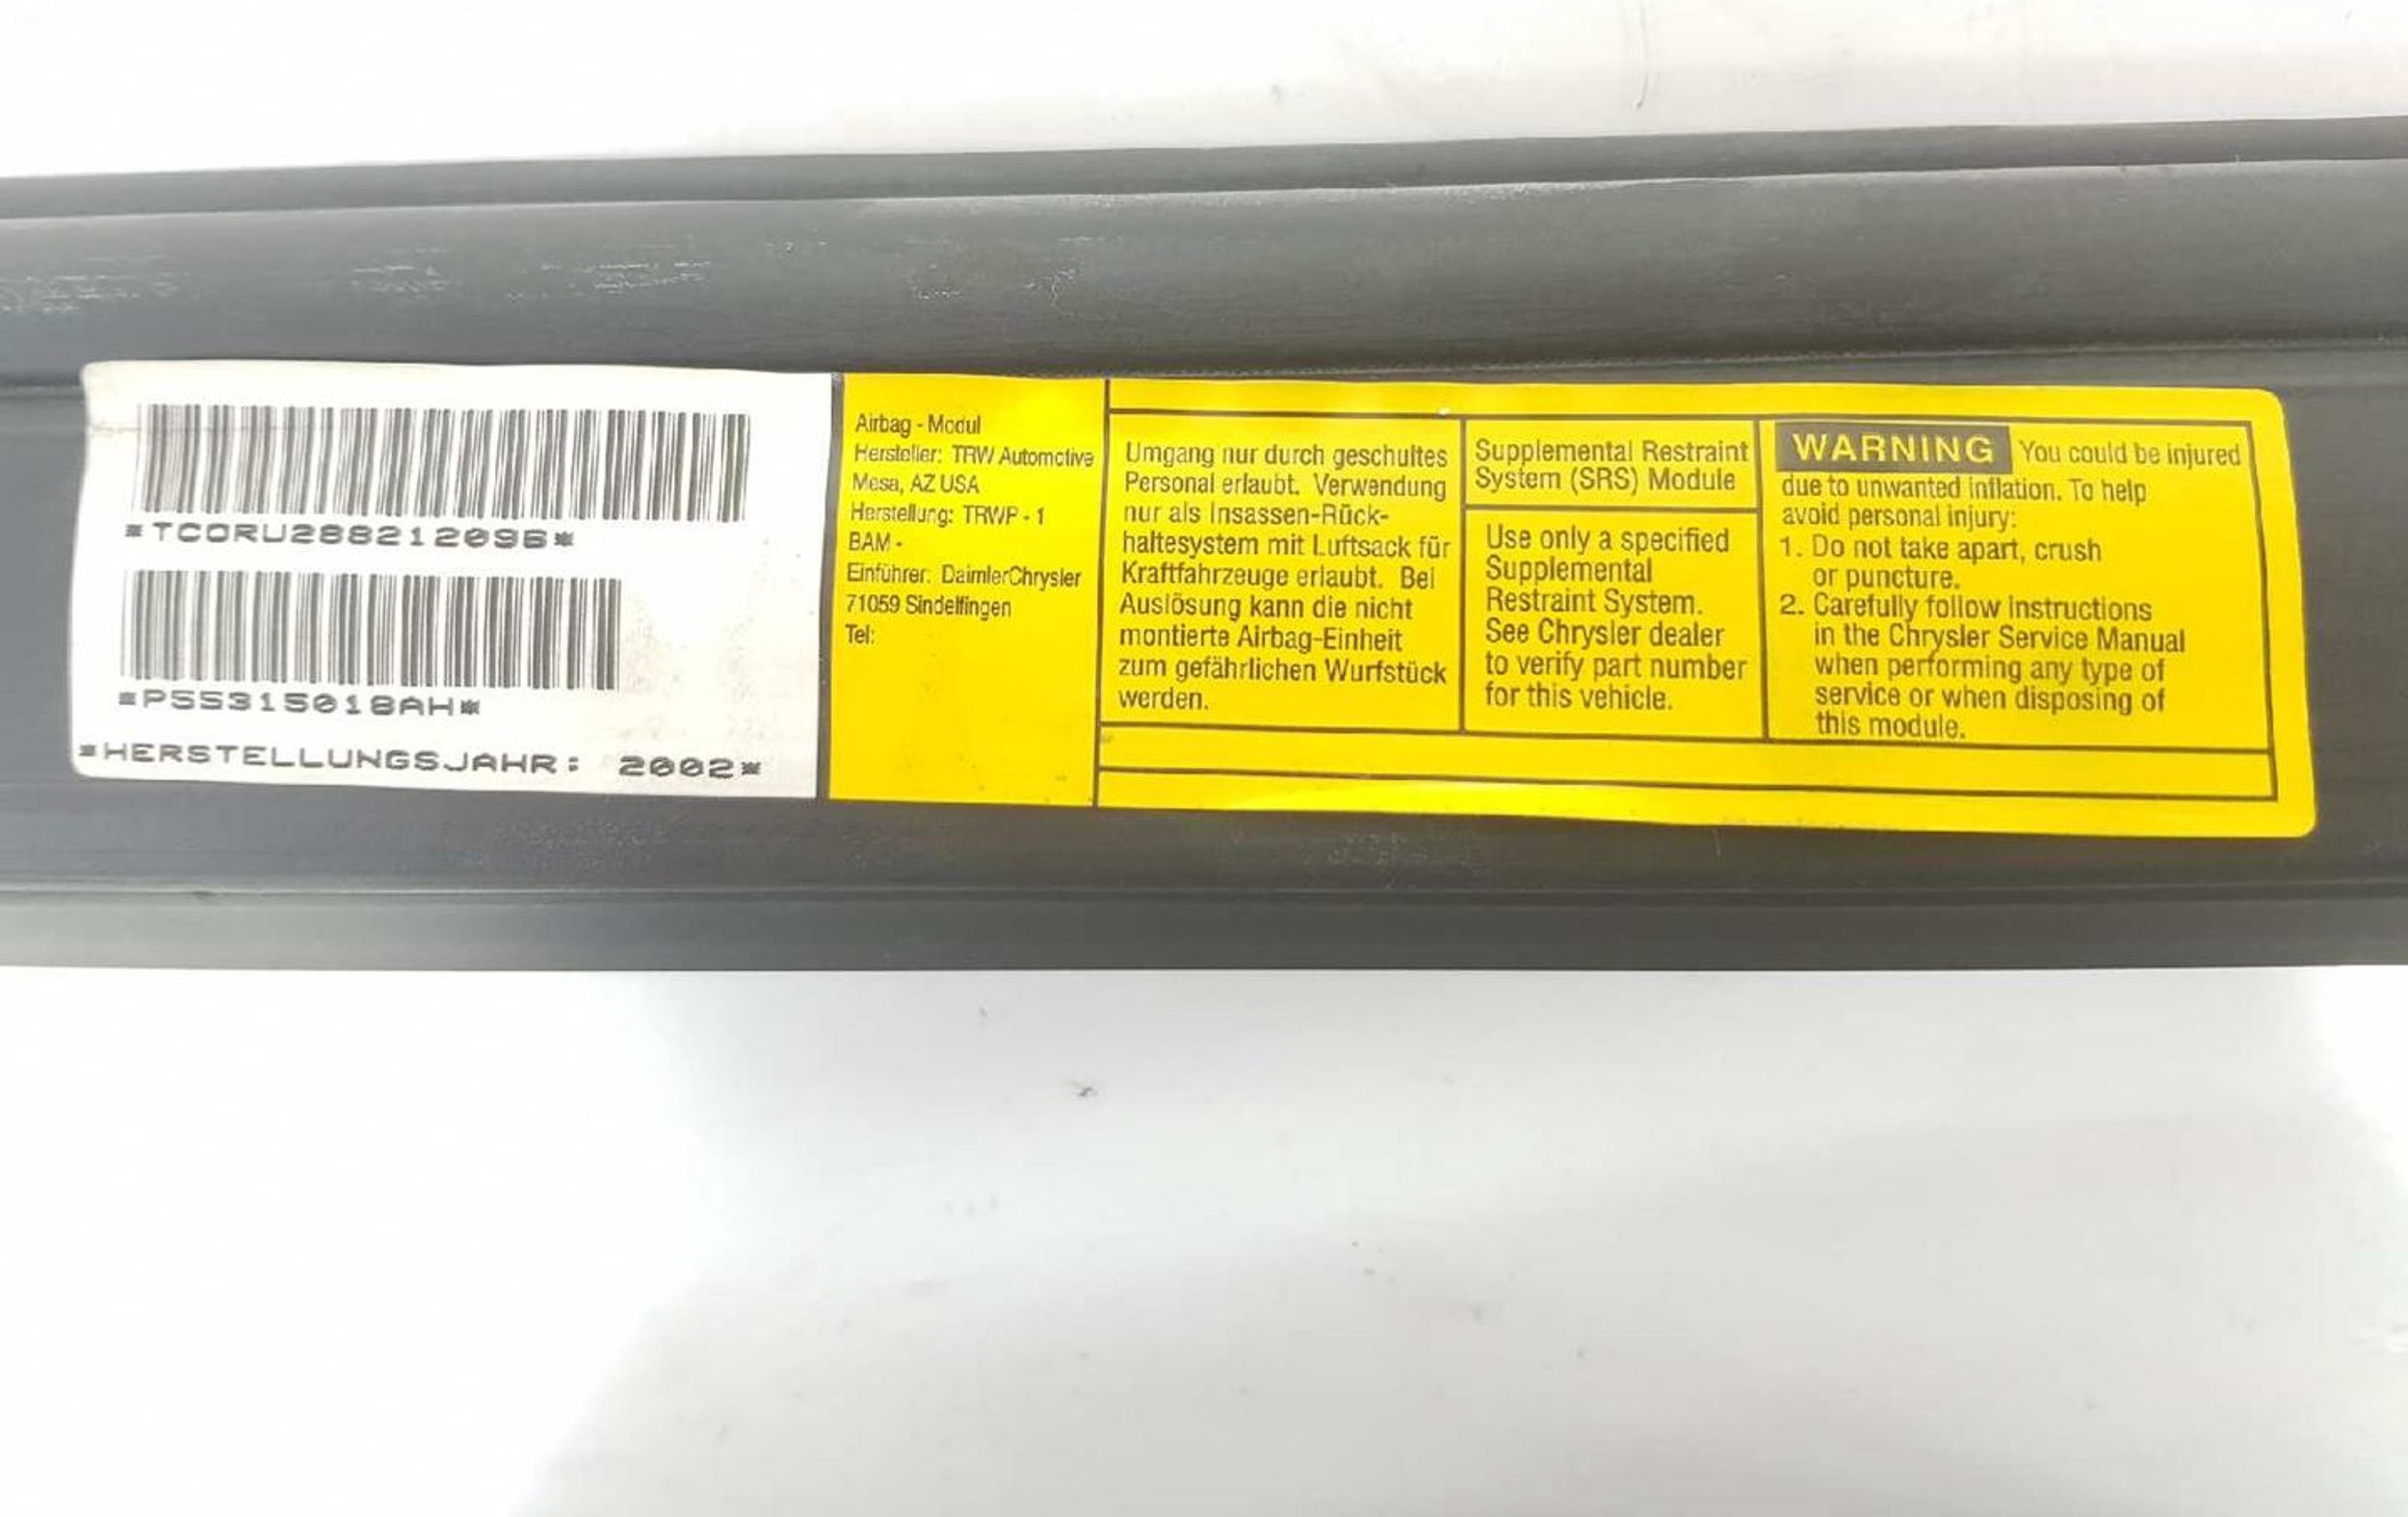 *TCORU288212096*
*P55315018AH*
*HERSTELLUNGSJAHR: 2002*
Airbag - Modul
Hersteller: TRW Automotive
Mesa, AZ USA
Herstellung: TRWP - 1
BAM -
Einführer: DaimlerChrysler
71059 Sindelfingen
Tel:
Umgang nur durch geschultes
Personal erlaubt. Verwendung
nur als Insassen-Rück-
haltesystem mit Luftsack für
Kraftfahrzeuge erlaubt. Bei
Auslösung kann die nicht
montierte Airbag-Einheit
zum gefährlichen Wurfstück
werden.
Supplemental Restraint
System (SRS) Module
Use only a specified
Supplemental
Restraint System.
See Chrysler dealer
to verify part number
for this vehicle.
WARNING You could be injured
due to unwanted inflation. To help
avoid personal injury:
1. Do not take apart, crush
or puncture.
2. Carefully follow instructions
in the Chrysler Service Manual
when performing any type of
service or when disposing of
this module.